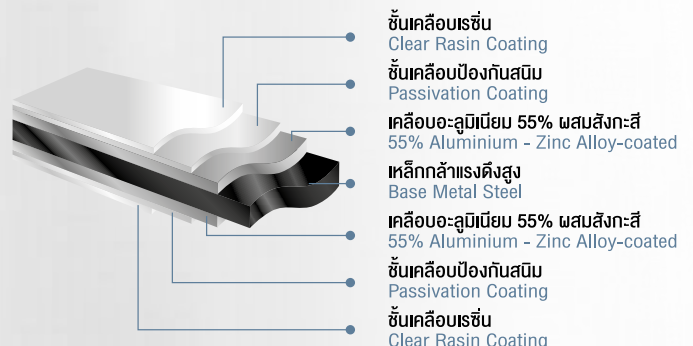 ชั้นเคลือบเรซิ่น
Clear Rasin Coating
ชั้นเคลือบป้องกันสนิม
Passivation Coating
เคลือบอะลูมิเนียม 55% ผสมสังกะสี
55% Aluminium - Zinc Alloy-coated
เหล็กกล้าแรงดึงสูง
Base Metal Steel
เคลือบอะลูมิเนียม 55% ผสมสังกะสี
55% Aluminium - Zinc Alloy-coated
ชั้นเคลือบป้องกันสนิม
Passivation Coating
ชั้นเคลือบเรซิ่น
Clear Rasin Coating